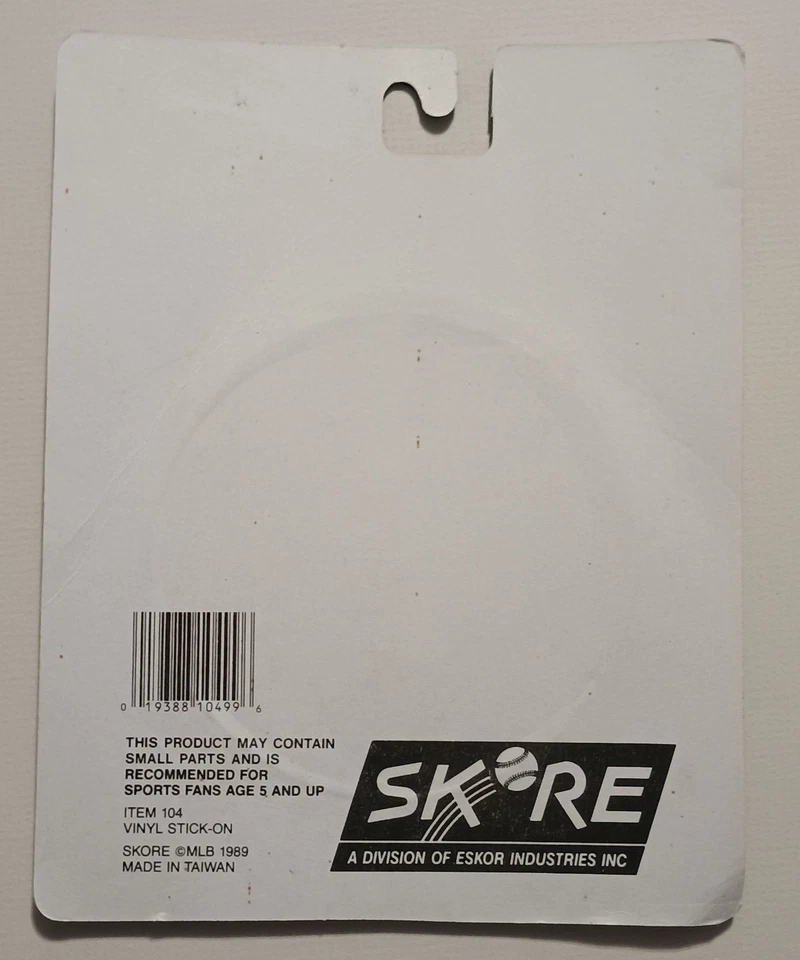 0 19388 10499 6
THIS PRODUCT MAY CONTAIN
SMALL PARTS AND IS
RECOMMENDED FOR
SPORTS FANS AGE 5 AND UP
ITEM 104
VINYL STICK-ON
SKORE ©MLB 1989
MADE IN TAIWAN
SKORE
A DIVISION OF ESKOR INDUSTRIES INC